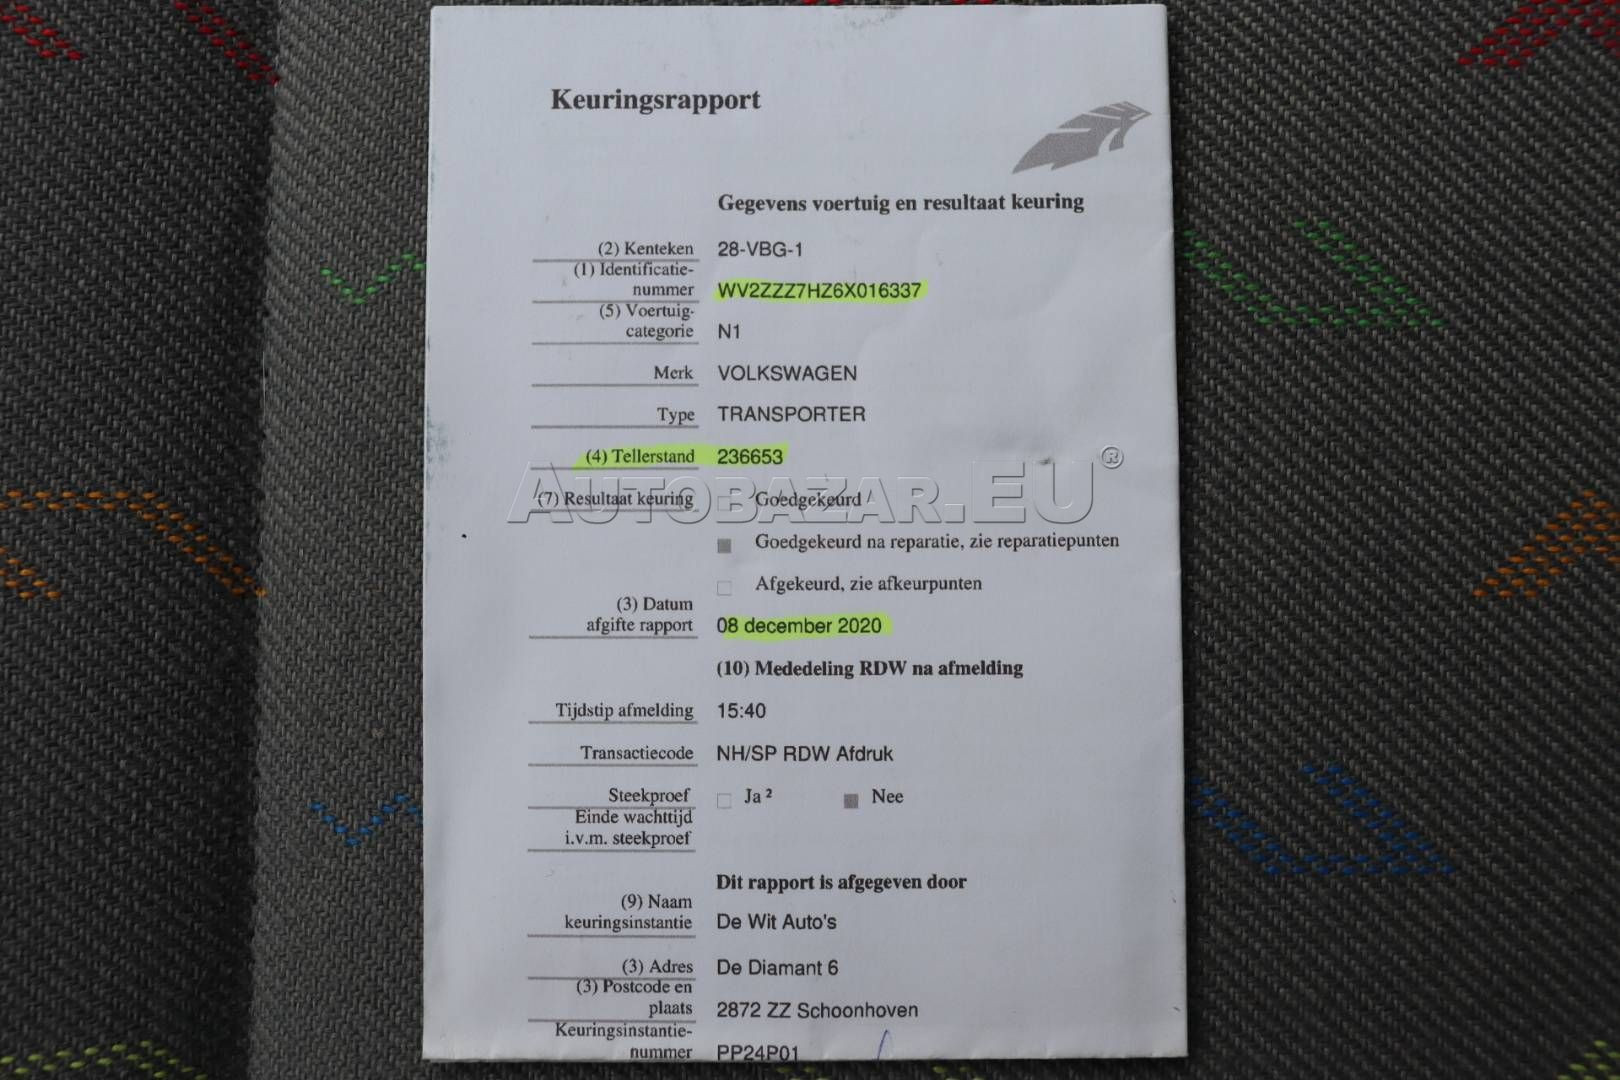 Keuringsrapport
Gegevens voertuig en resultaat keuring
(2) Kenteken 28-VBG-1
(1) Identificatie-
nummer WV2ZZZ7HZ6X016337
(5) Voertuig-
categorie N1
Merk VOLKSWAGEN
Type TRANSPORTER
(4) Tellerstand 236653
AUTOBAZAR.EU®
(7) Resultaat keuring Goedgekeurd
Goedgekeurd na reparatie, zie reparatiepunten
Afgekeurd, zie afkeurpunten
(3) Datum
afgifte rapport 08 december 2020
(10) Mededeling RDW na afmelding
Tijdstip afmelding 15:40
Transactiecode NH/SP RDW Afdruk
Steekproef Ja ² Nee
Einde wachttijd
i.v.m. steekproef
Dit rapport is afgegeven door
(9) Naam
keuringsinstantie De Wit Auto's
(3) Adres De Diamant 6
(3) Postcode en
plaats 2872 ZZ Schoonhoven
Keuringsinstantie-
nummer PP24P01